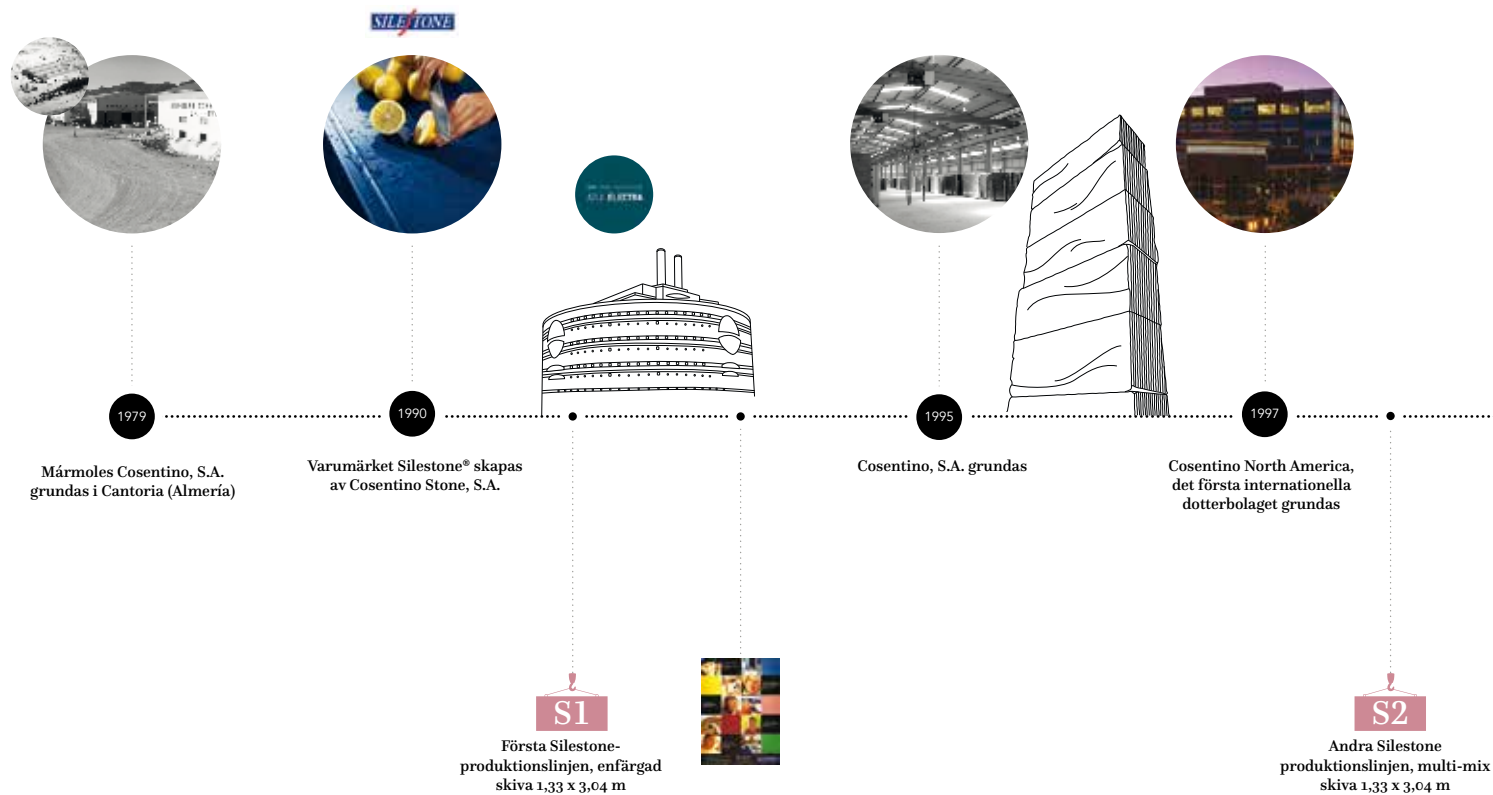 SILESTONE
AZUL ELECTRA
1979
1990
1995
1997
Mármoles Cosentino, S.A.
grundas i Cantoria (Almería)
Varumärket Silestone® skapas
av Cosentino Stone, S.A.
Cosentino, S.A. grundas
Cosentino North America,
det första internationella
dotterbolaget grundas
S1
Första Silestone-
produktionslinjen, enfärgad
skiva 1,33 x 3,04 m
S2
Andra Silestone
produktionslinjen, multi-mix
skiva 1,33 x 3,04 m